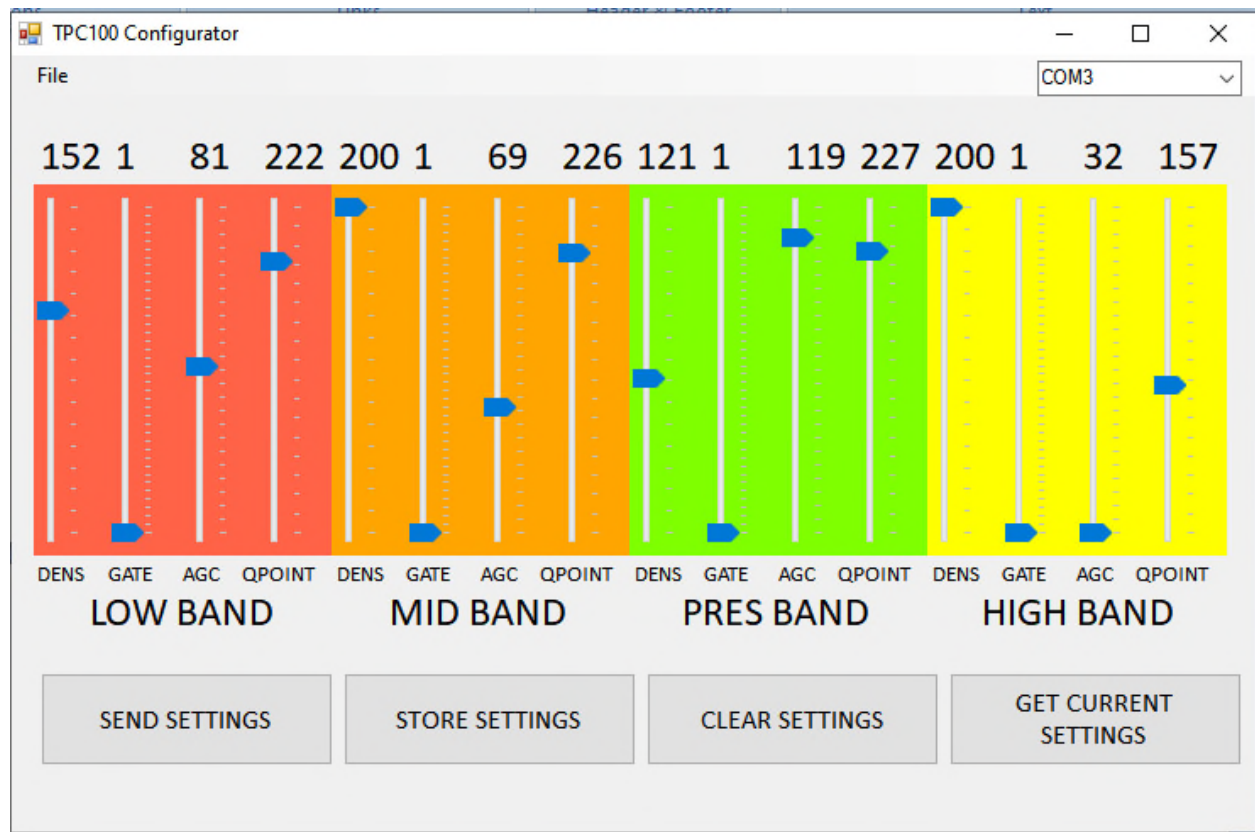 TPC100 Configurator
File
COM3
152 1 81 222 200 1 69 226 121 1 119 227 200 1 32 157
DENS GATE AGC QPOINT DENS GATE AGC QPOINT DENS GATE AGC QPOINT DENS GATE AGC QPOINT
LOW BAND MID BAND PRES BAND HIGH BAND
SEND SETTINGS
STORE SETTINGS
CLEAR SETTINGS
GET CURRENT
SETTINGS